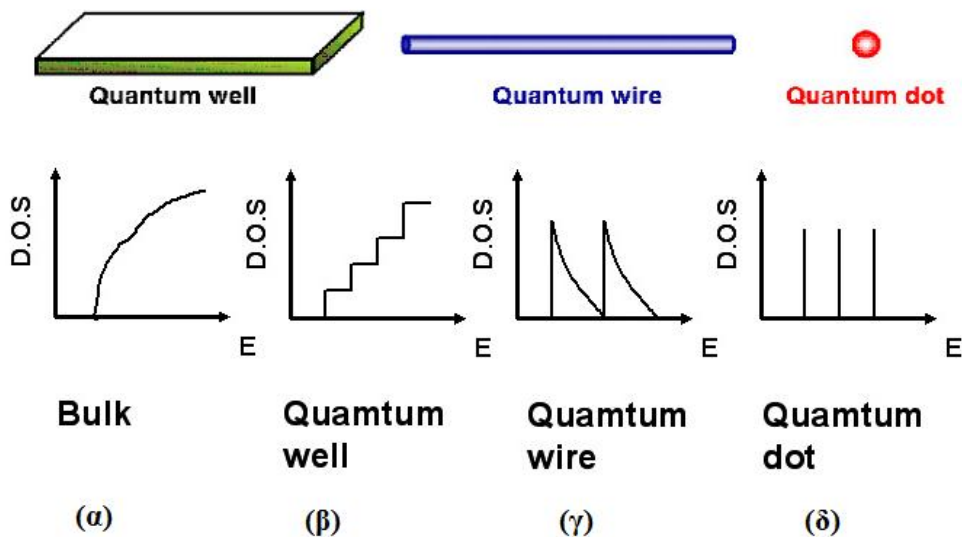 Quantum well
Quantum wire
Quantum dot
D.O.S
E
D.O.S
E
D.O.S
E
D.O.S
E
Bulk
Quamtum
well
Quamtum
wire
Quamtum
dot
(α)
(β)
(γ)
(δ)